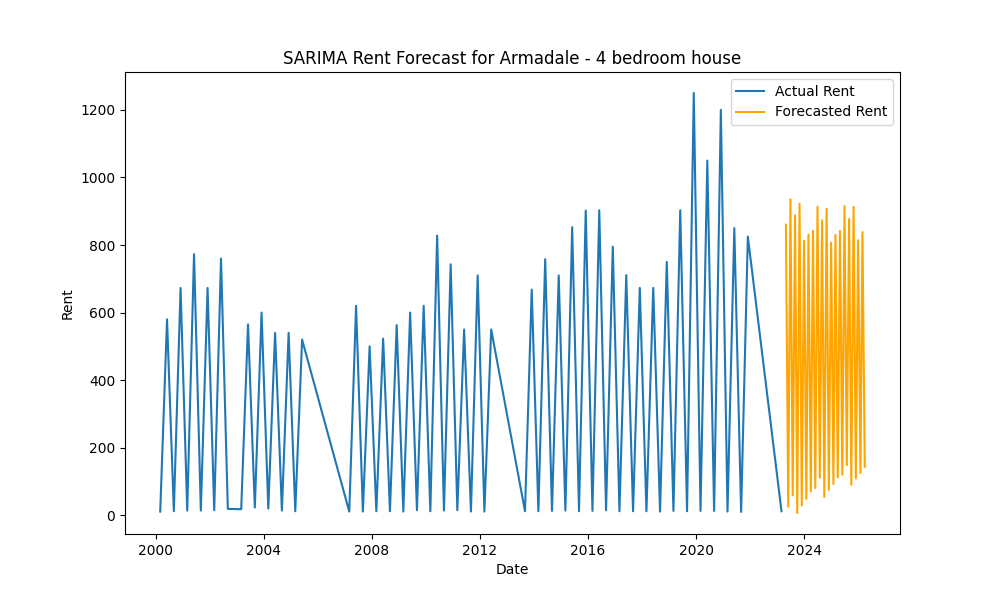 SARIMA Rent Forecast for Armadale - 4 bedroom house
Actual Rent
Forecasted Rent
1200
1000
800
600
400
200
0
Rent
2000 2004 2008 2012 2016 2020 2024
Date